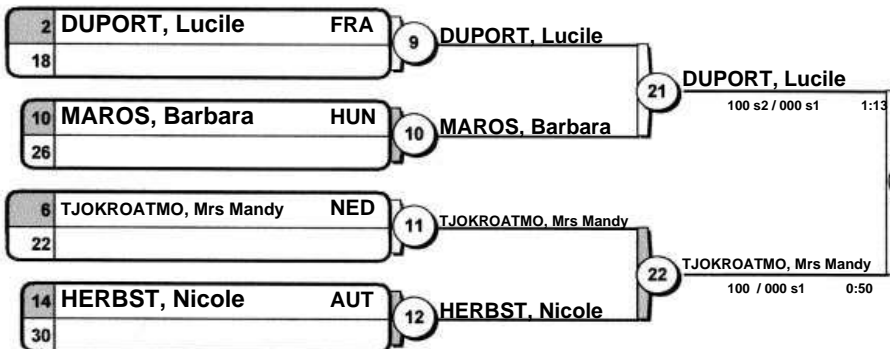 2 DUPORT, Lucile FRA
18
9
DUPORT, Lucile
10 MAROS, Barbara HUN
26
10
MAROS, Barbara
21
DUPORT, Lucile
100 s2 / 000 s1 1:13
6 TJOKROATMO, Mrs Mandy NED
22
11
TJOKROATMO, Mrs Mandy
14 HERBST, Nicole AUT
30
12
HERBST, Nicole
22
TJOKROATMO, Mrs Mandy
100 / 000 s1 0:50